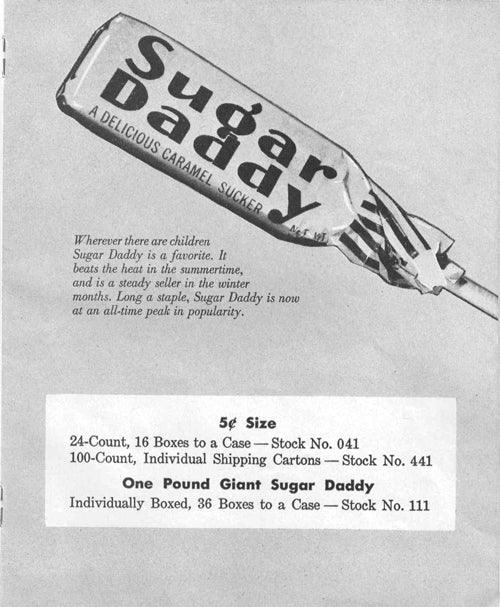 Sugar
Daddy
A DELICIOUS CARAMEL SUCKER
NET WT.
Wherever there are children
Sugar Daddy is a favorite. It
beats the heat in the summertime,
and is a steady seller in the winter
months. Long a staple, Sugar Daddy is now
at an all-time peak in popularity.
5¢ Size
24-Count, 16 Boxes to a Case — Stock No. 041
100-Count, Individual Shipping Cartons — Stock No. 441
One Pound Giant Sugar Daddy
Individually Boxed, 36 Boxes to a Case — Stock No. 111